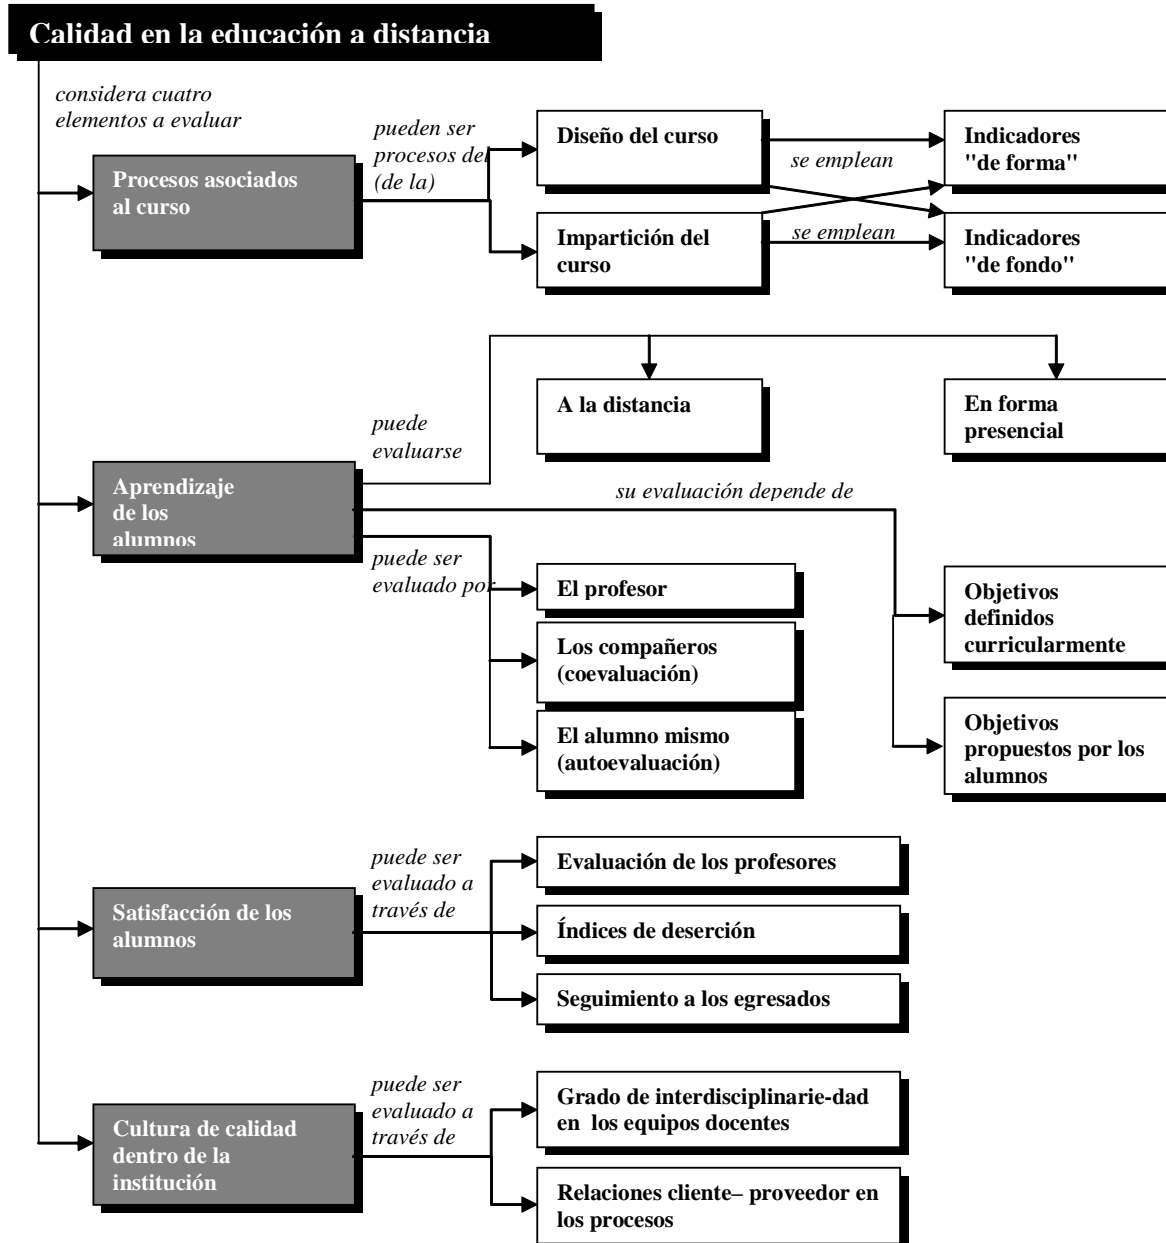 Calidad en la educación a distancia
considera cuatro
elementos a evaluar
Procesos asociados
al curso
pueden ser
procesos del
(de la)
Diseño del curso
Impartición del
curso
se emplean
se emplean
Indicadores
"de forma"
Indicadores
"de fondo"
Aprendizaje
de los
alumnos
puede
evaluarse
A la distancia
En forma
presencial
su evaluación depende de
Objetivos
definidos
curricularmente
Objetivos
propuestos por los
alumnos
puede ser
evaluado por
El profesor
Los compañeros
(coevaluación)
El alumno mismo
(autoevaluación)
Satisfacción de los
alumnos
puede ser
evaluado a
través de
Evaluación de los profesores
Índices de deserción
Seguimiento a los egresados
Cultura de calidad
dentro de la
institución
puede ser
evaluado a
través de
Grado de interdisciplinarie-dad
en los equipos docentes
Relaciones cliente– proveedor en
los procesos